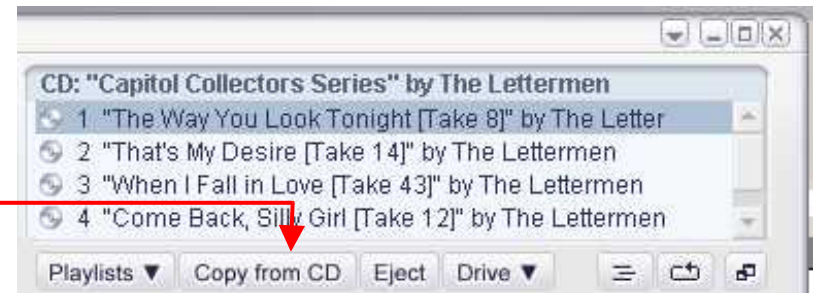 CD: "Capitol Collectors Series" by The Lettermen
1 "The Way You Look Tonight [Take 8]" by The Letter
2 "That's My Desire [Take 14]" by The Lettermen
3 "When I Fall in Love [Take 43]" by The Lettermen
4 "Come Back, Silly Girl [Take 12]" by The Lettermen
Playlists ▼ Copy from CD Eject Drive ▼